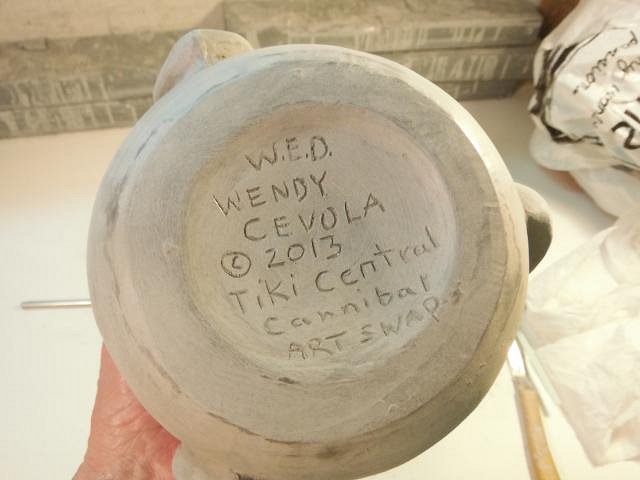 W.E.D.
WENDY
CEVOLA
© 2013
Tiki Central
Cannibal
ART SWAP